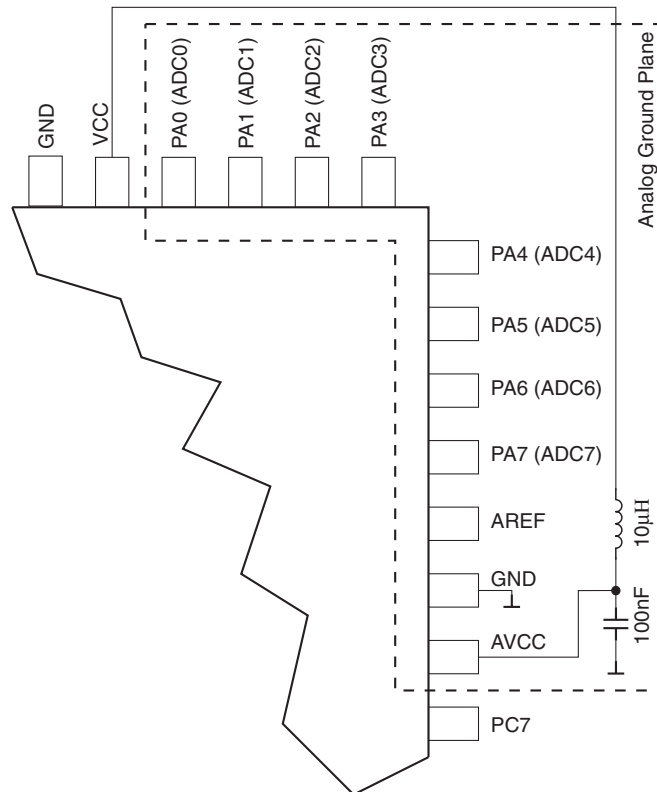 GND
VCC
PA0 (ADC0)
PA1 (ADC1)
PA2 (ADC2)
PA3 (ADC3)
Analog Ground Plane
PA4 (ADC4)
PA5 (ADC5)
PA6 (ADC6)
PA7 (ADC7)
AREF
10μH
GND
AVCC
100nF
PC7